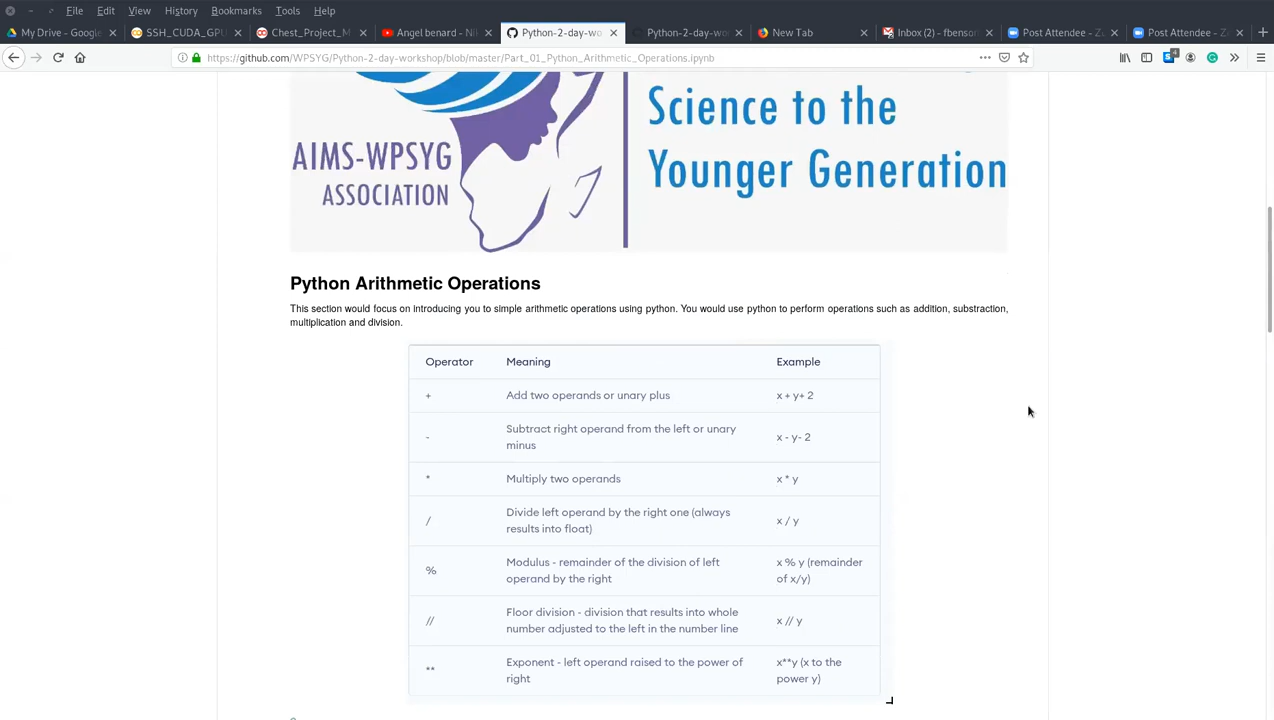 File Edit View History Bookmarks Tools Help
My Drive - Google SSH_CUDA_GPU Chest_Project_M Angel benard - Nik Python-2-day-wo Python-2-day-wor New Tab Inbox (2) - fbenson Post Attendee - Zo Post Attendee - Zo
https://github.com/WPSYG/Python-2-day-workshop/blob/master/Part_01_Python_Arithmetic_Operations.ipynb
Science to the
Younger Generation
AIMS-WPSYG
ASSOCIATION
Python Arithmetic Operations
This section would focus on introducing you to simple arithmetic operations using python. You would use python to perform operations such as addition, substraction,
multiplication and division.
Operator Meaning Example
+ Add two operands or unary plus x + y+ 2
- Subtract right operand from the left or unary x - y- 2
minus
* Multiply two operands x * y
/ Divide left operand by the right one (always x / y
results into float)
% Modulus - remainder of the division of left x % y (remainder
operand by the right of x/y)
// Floor division - division that results into whole x // y
number adjusted to the left in the number line
** Exponent - left operand raised to the power of x**y (x to the
right power y)